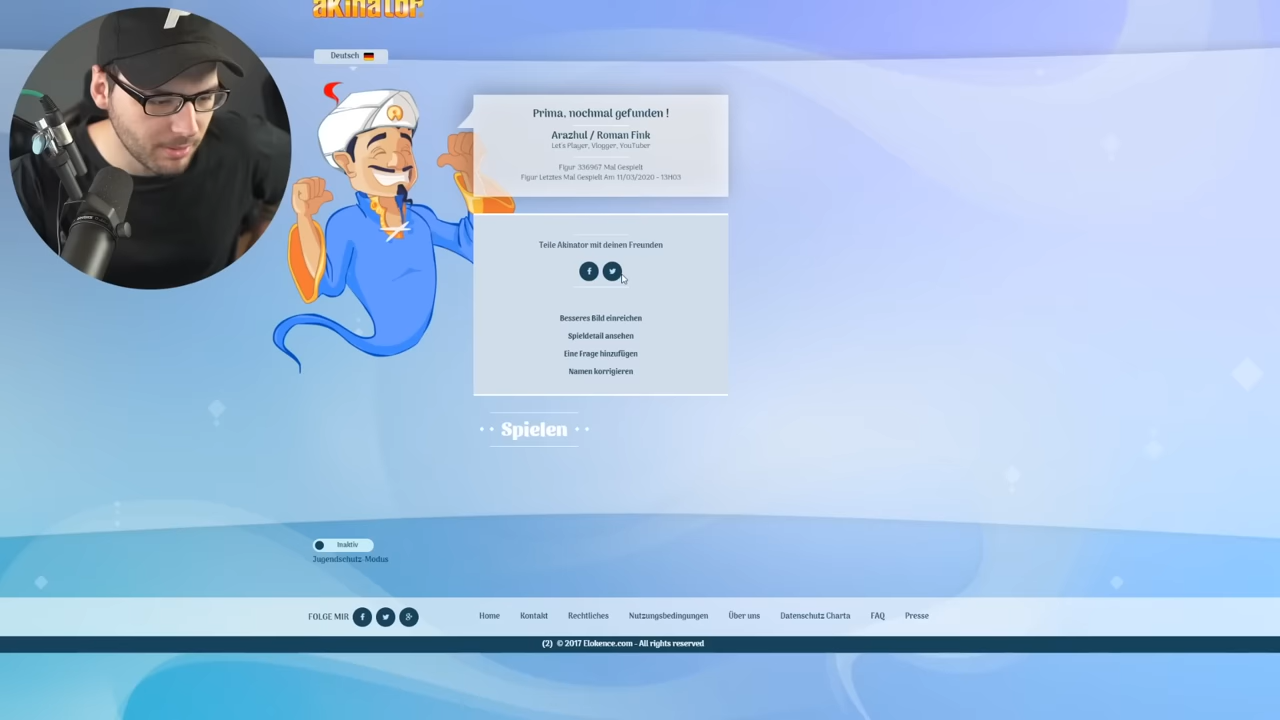 akinator
Deutsch
Prima, nochmal gefunden !
Arazhul / Roman Fink
Let's Player, Vlogger, YouTuber
Figur 336967 Mal Gespielt
Figur Letztes Mal Gespielt Am 11/03/2020 - 13H03
Teile Akinator mit deinen Freunden
Besseres Bild einreichen
Spieldetail ansehen
Eine Frage hinzufügen
Namen korrigieren
Spielen
Inaktiv
Jugendschutz-Modus
FOLGE MIR
Home Kontakt Rechtliches Nutzungsbedingungen Über uns Datenschutz Charta FAQ Presse
(2) © 2017 Elokence.com - All rights reserved